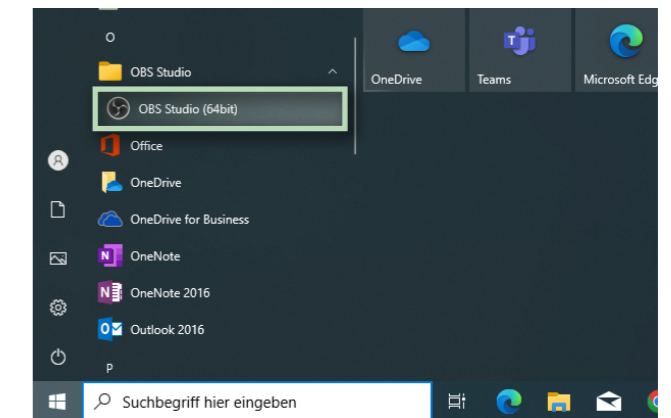 O
OBS Studio
OBS Studio (64bit)
Office
OneDrive
OneDrive for Business
OneNote
OneNote 2016
Outlook 2016
P
OneDrive
Teams
Microsoft Edg
Suchbegriff hier eingeben